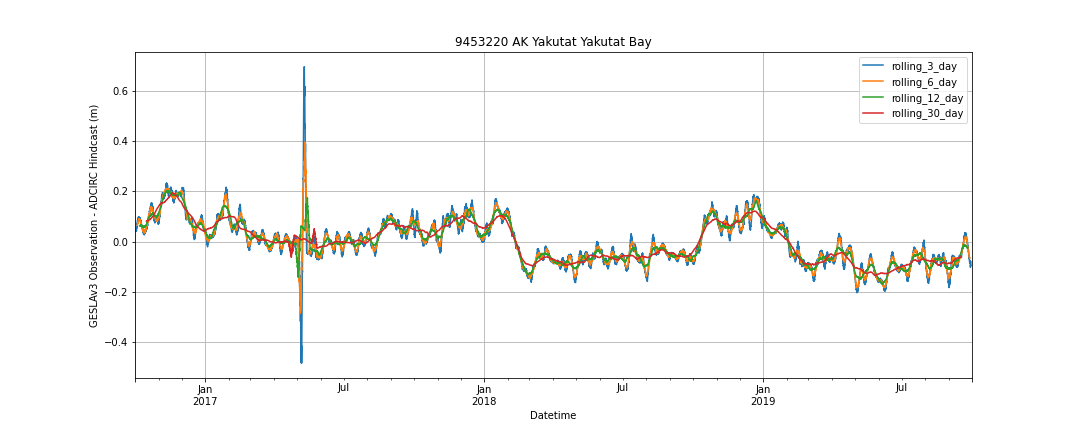 9453220 AK Yakutat Yakutat Bay
GESLAv3 Observation - ADCIRC Hindcast (m)
0.6
0.4
0.2
0.0
−0.2
−0.4
rolling_3_day
rolling_6_day
rolling_12_day
rolling_30_day
Jan
2017
Jul
Jan
2018
Jul
Jan
2019
Jul
Datetime